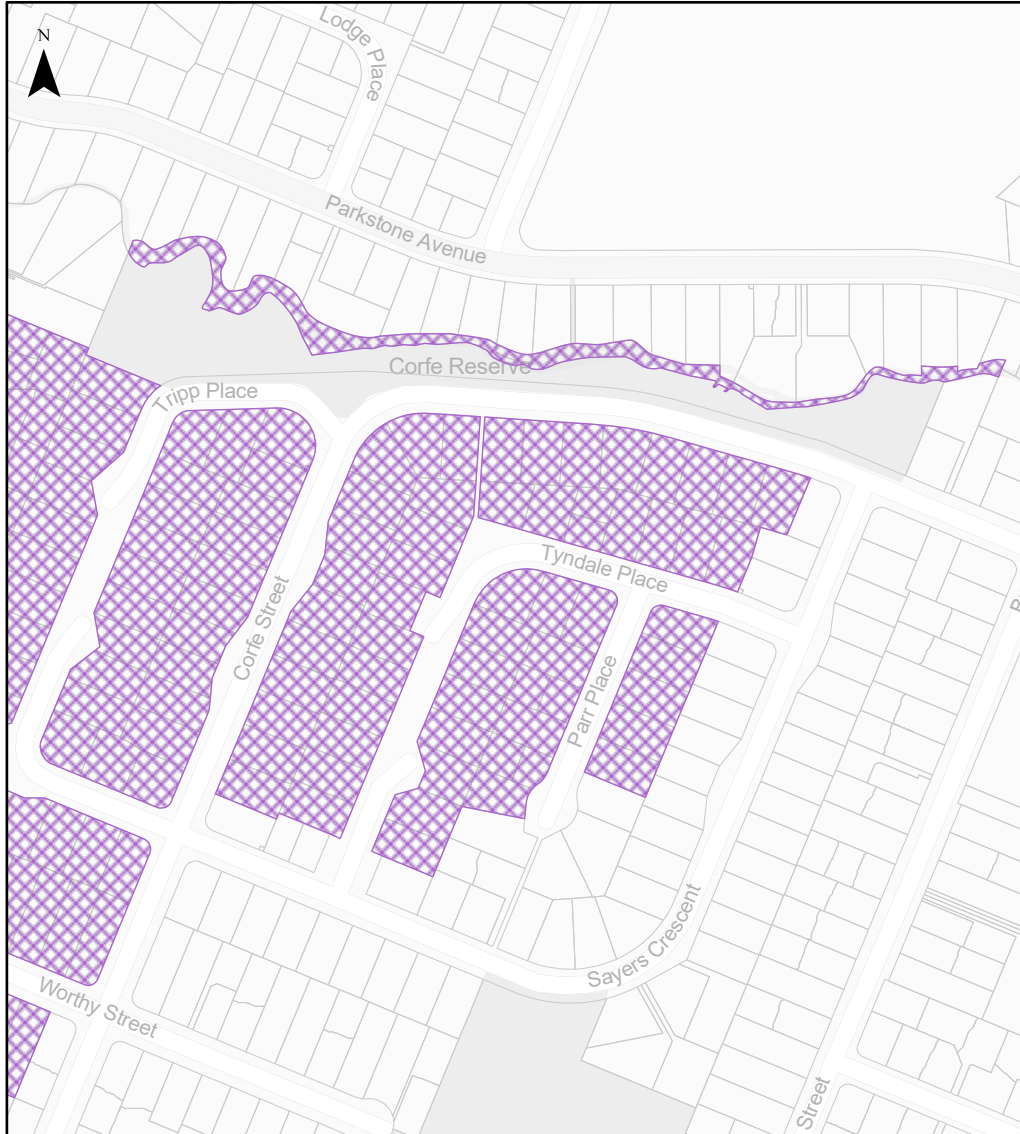 Lodge Place
N
Parkstone Avenue
Corfe Reserve
Tripp Place
Tyndale Place
Corfe Street
Parr Place
Sayers Crescent
Worthy Street
Street